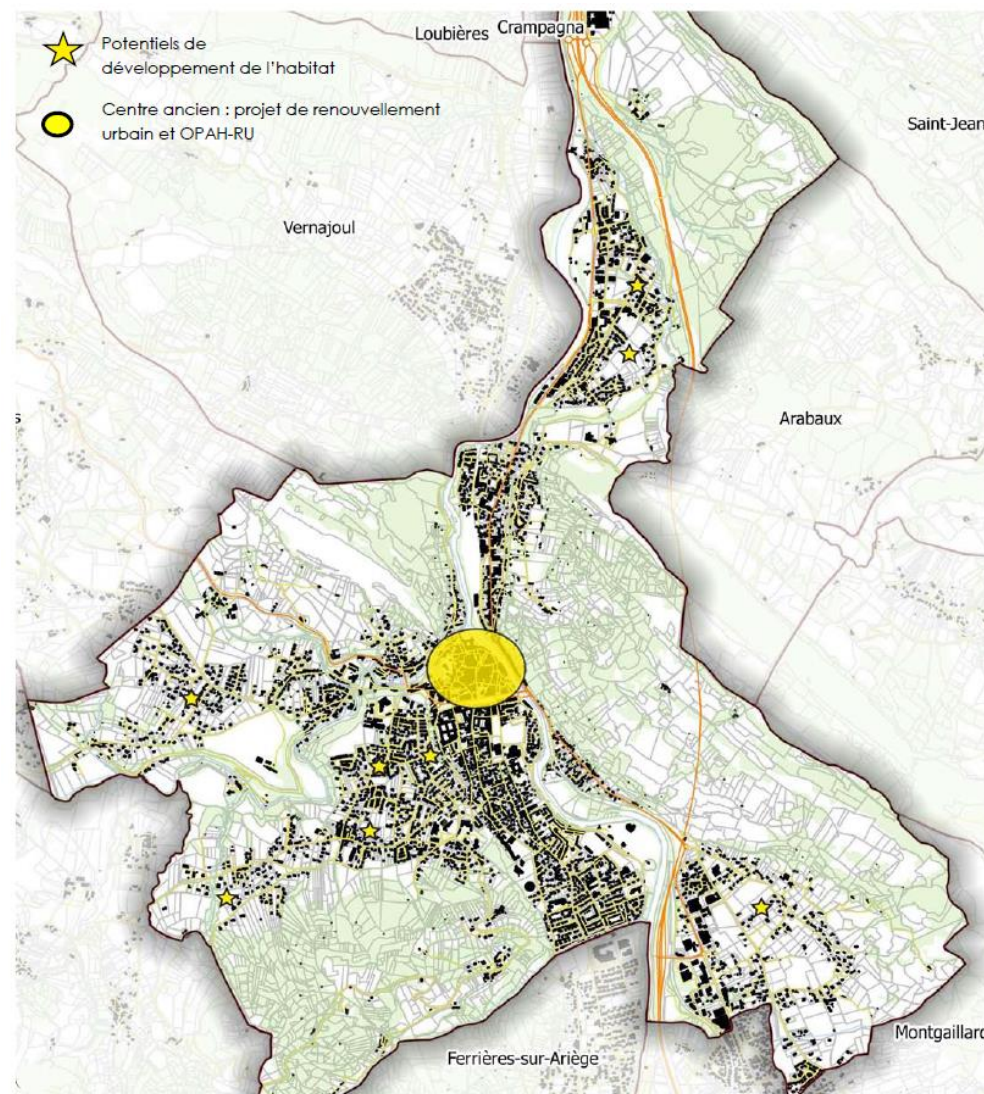 Potentiels de
développement de l'habitat
Centre ancien : projet de renouvellement
urbain et OPAH-RU
Loubières
Crampagna
Saint-Jean
Vernajoul
Arabaux
Ferrières-sur-Ariège
Montgaillard